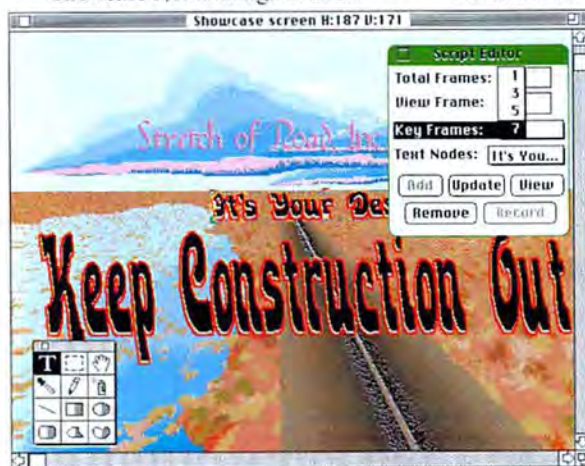 Showcase screen H:187 V:171
Script Editor
Total Frames: 1
3
View Frame: 5
Key Frames: 7
Text Nodes: It's You...
Add Update View
Remove Record
Stretch of Road, Inc
It's Your Des
Keep Construction Out
T